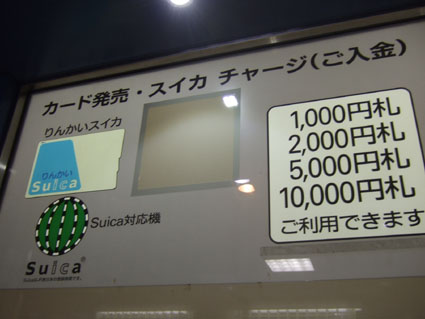 カード発売・スイカ チャージ(ご入金)
りんかいスイカ
りんかい
Suica
Suica対応機
Suica
1,000円札
2,000円札
5,000円札
10,000円札
ご利用できます